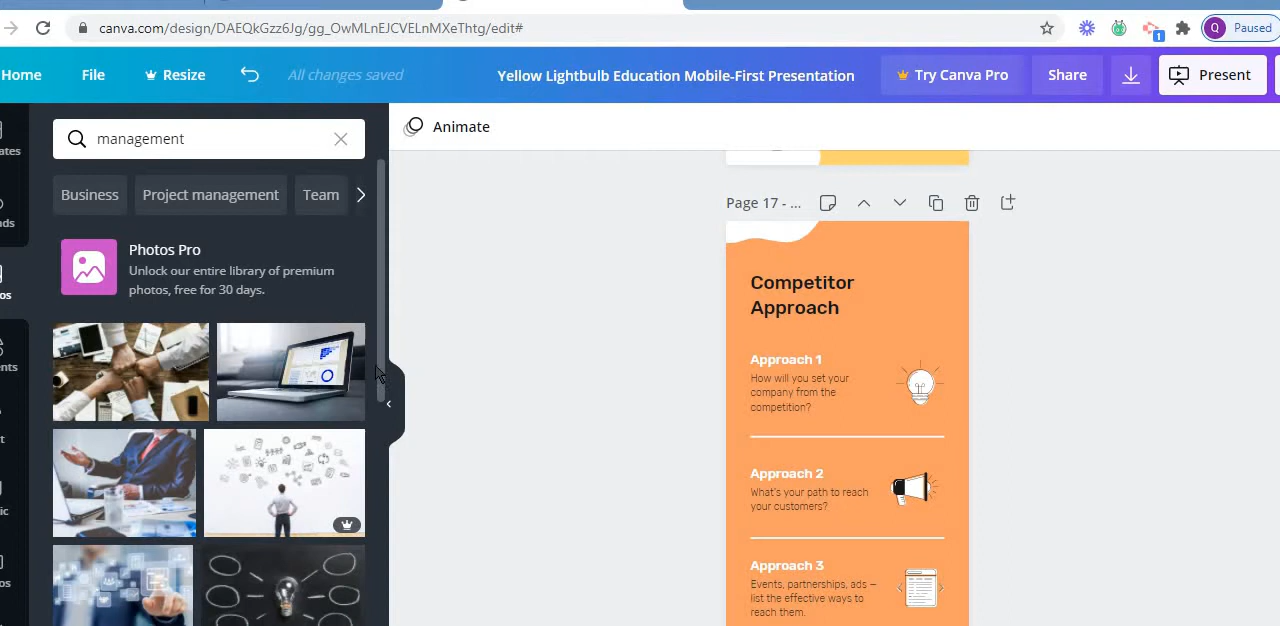 canva.com/design/DAEQkGzz6Jg/gg_OwMLnEJCVELnMXeThtg/edit#
1
Q
Paused
Home
File
Resize
All changes saved
Yellow Lightbulb Education Mobile-First Presentation
Try Canva Pro
Share
Present
management
Animate
Business
Project management
Team
Photos Pro
Unlock our entire library of premium
photos, free for 30 days.
Page 17 - ...
Competitor
Approach
Approach 1
How will you set your
company from the
competition?
Approach 2
What's your path to reach
your customers?
Approach 3
Events, partnerships, ads –
list the effective ways to
reach them.